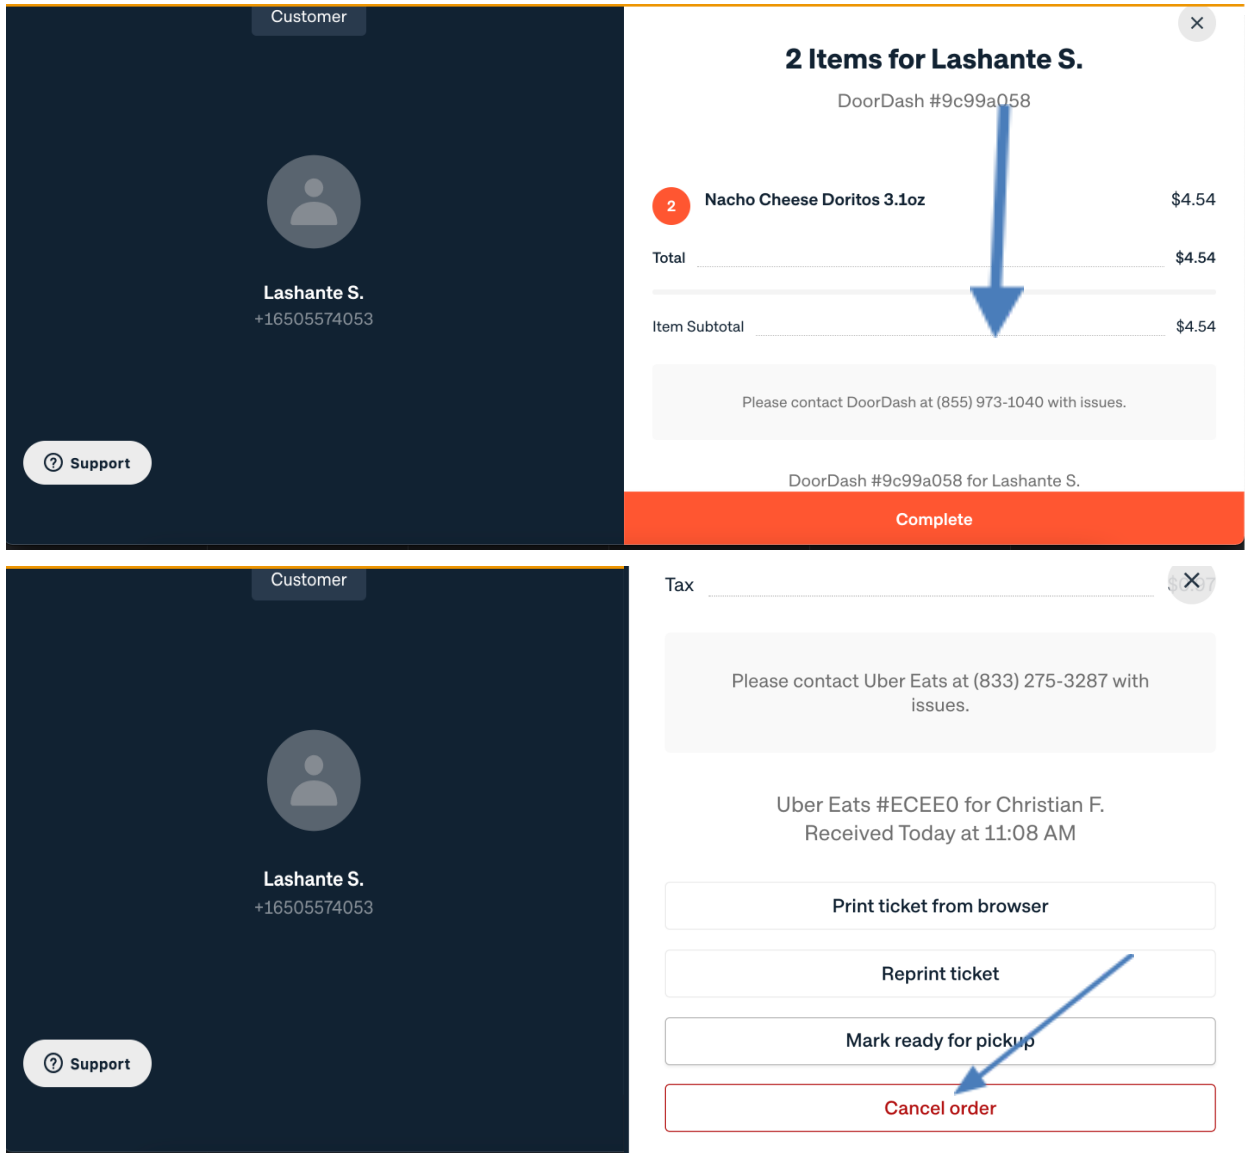 Customer
Lashante S.
+16505574053
Support
2 Items for Lashante S.
DoorDash #9c99a058
2 Nacho Cheese Doritos 3.1oz $4.54
Total $4.54
Item Subtotal $4.54
Please contact DoorDash at (855) 973-1040 with issues.
DoorDash #9c99a058 for Lashante S.
Complete
Customer
Lashante S.
+16505574053
Support
Tax
Please contact Uber Eats at (833) 275-3287 with
issues.
Uber Eats #ECEE0 for Christian F.
Received Today at 11:08 AM
Print ticket from browser
Reprint ticket
Mark ready for pickup
Cancel order